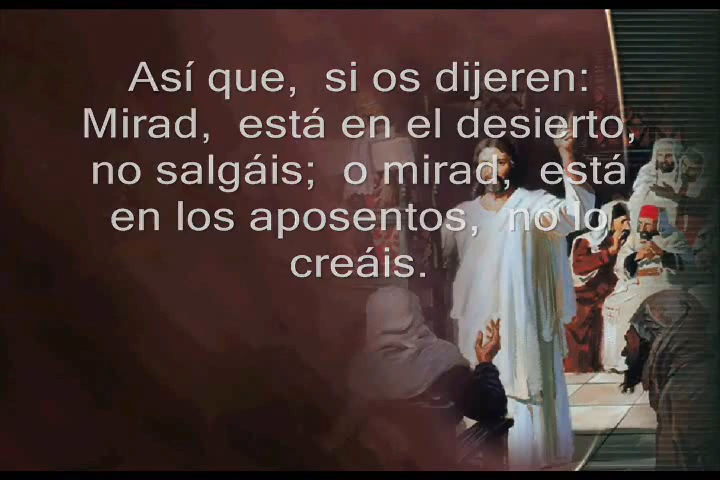 Así que,  si os dijeren:
Mirad,  está en el desierto,
no salgáis;  o mirad,  está
en los aposentos,  no lo
creáis.